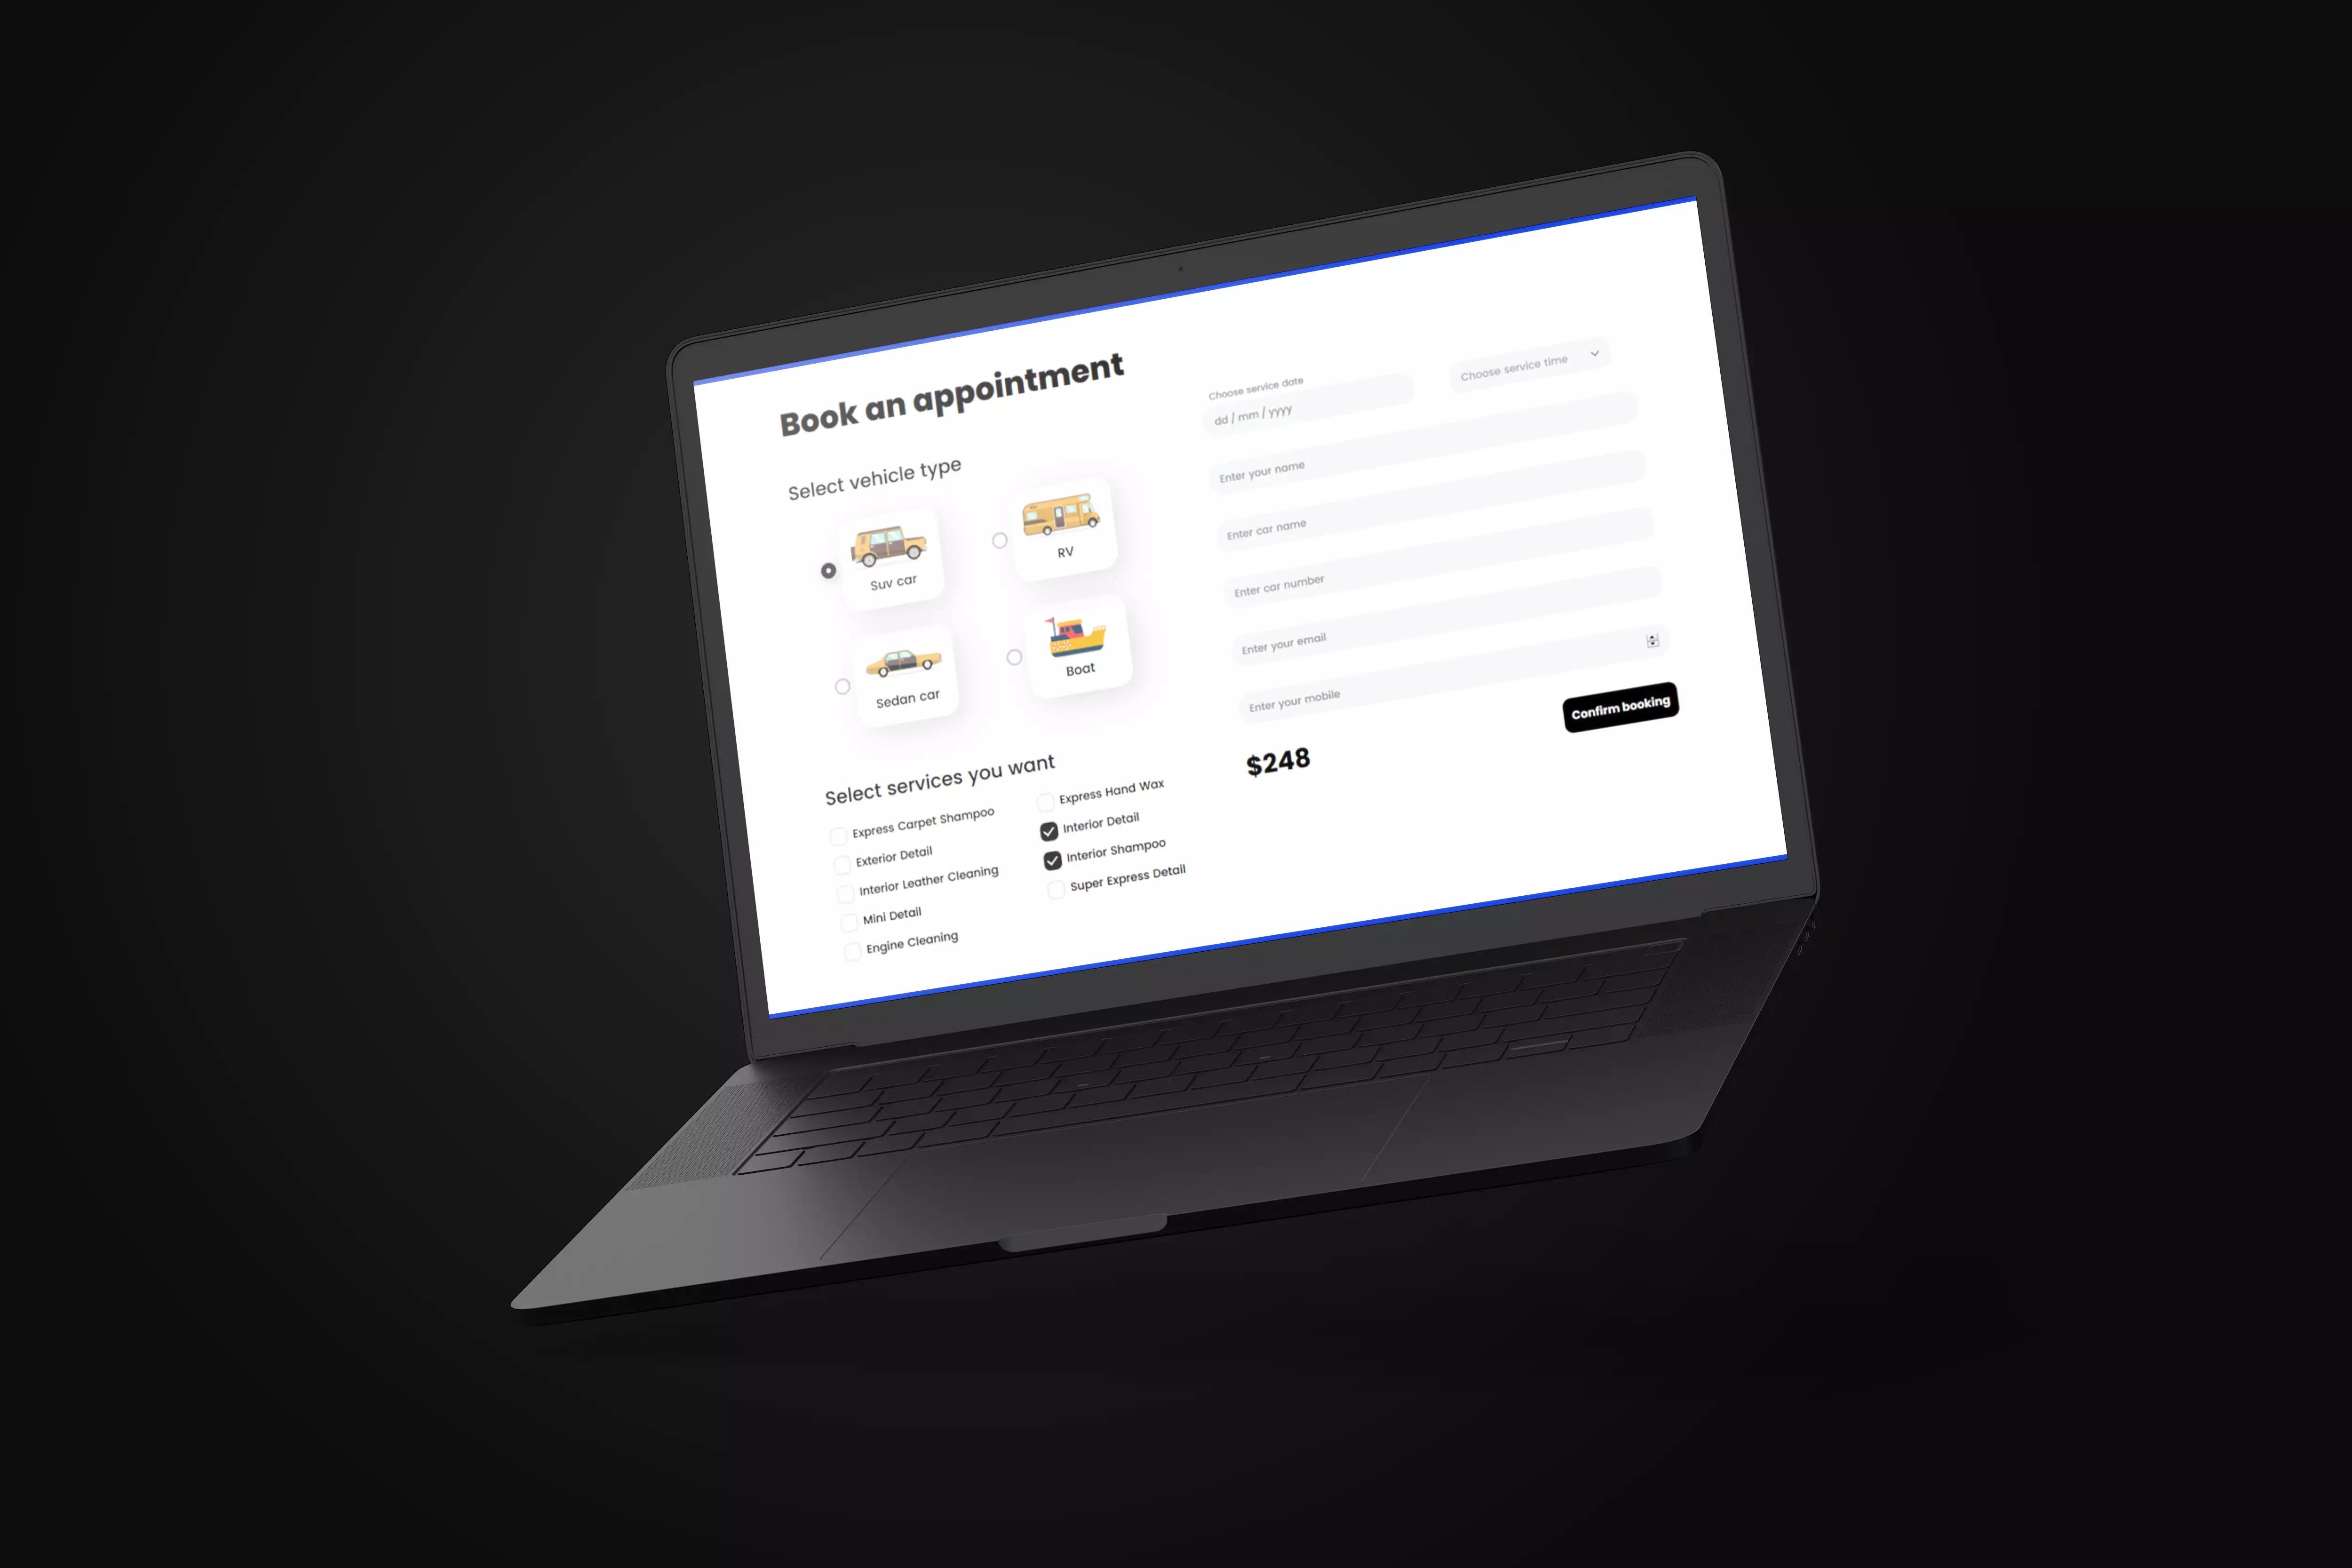 Book an appointment
Select vehicle type
Suv car
RV
Sedan car
Boat
Select services you want
Express Carpet Shampoo
Exterior Detail
Interior Leather Cleaning
Mini Detail
Engine Cleaning
Express Hand Wax
Interior Detail
Interior Shampoo
Super Express Detail
Choose service date
dd / mm / yyyy
Choose service time
Enter your name
Enter car name
Enter car number
Enter your email
Enter your mobile
$248
Confirm booking